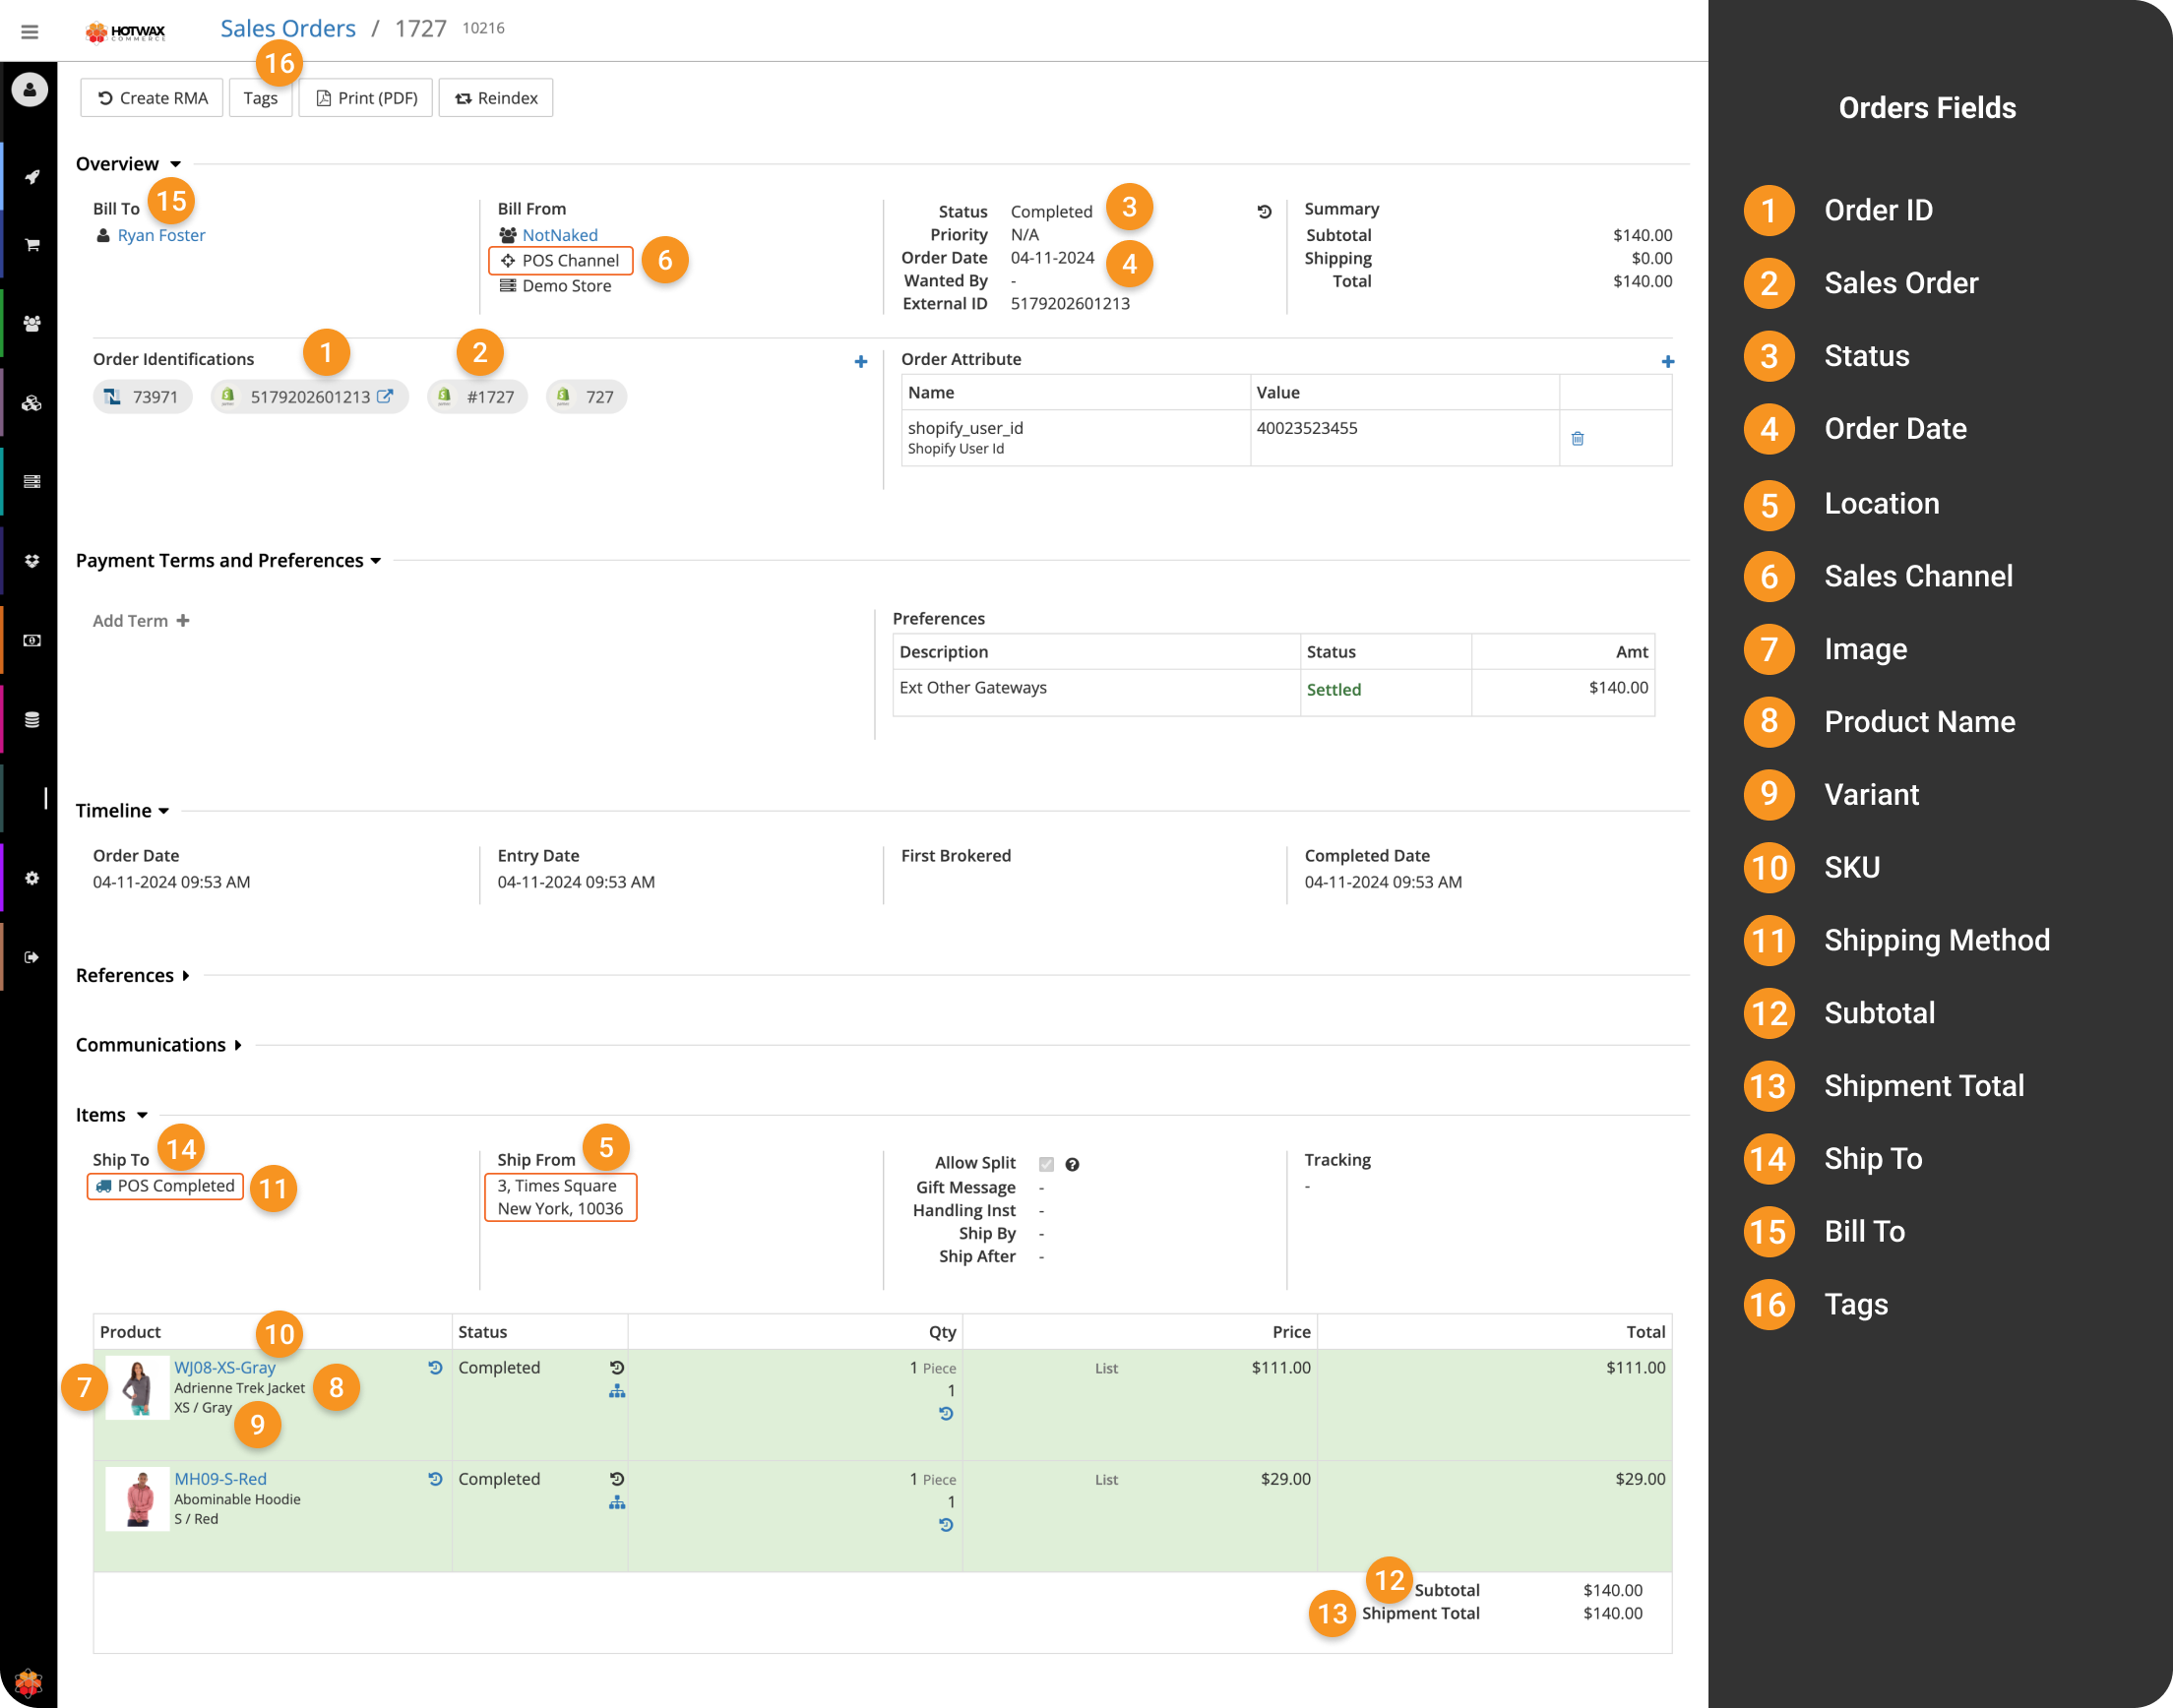 HOTWAX
COMMERCE
Sales Orders / 1727 10216
16
Create RMA
Tags
Print (PDF)
Reindex
Overview
Bill To 15
Ryan Foster
Bill From
NotNaked
POS Channel 6
Demo Store
Status Completed 3
Priority N/A
Order Date 04-11-2024 4
Wanted By -
External ID 5179202601213
Summary
Subtotal $140.00
Shipping $0.00
Total $140.00
Order Identifications 1 2
73971 5179202601213 #1727 727
Order Attribute
Name Value
shopify_user_id 40023523455
Shopify User Id
Payment Terms and Preferences
Add Term
Preferences
Description Status Amt
Ext Other Gateways Settled $140.00
Timeline
Order Date
04-11-2024 09:53 AM
Entry Date
04-11-2024 09:53 AM
First Brokered
Completed Date
04-11-2024 09:53 AM
References
Communications
Items
Ship To 14
POS Completed 11
Ship From 5
3, Times Square
New York, 10036
Allow Split
Gift Message -
Handling Inst -
Ship By -
Ship After -
Tracking
-
Product 10 Status Qty Price Total
7 WJ08-XS-Gray Completed 1 Piece List $111.00 $111.00
Adrienne Trek Jacket 8 1
XS / Gray 9
MH09-S-Red Completed 1 Piece List $29.00 $29.00
Abominable Hoodie 1
S / Red
12 Subtotal $140.00
13 Shipment Total $140.00
Orders Fields
1 Order ID
2 Sales Order
3 Status
4 Order Date
5 Location
6 Sales Channel
7 Image
8 Product Name
9 Variant
10 SKU
11 Shipping Method
12 Subtotal
13 Shipment Total
14 Ship To
15 Bill To
16 Tags